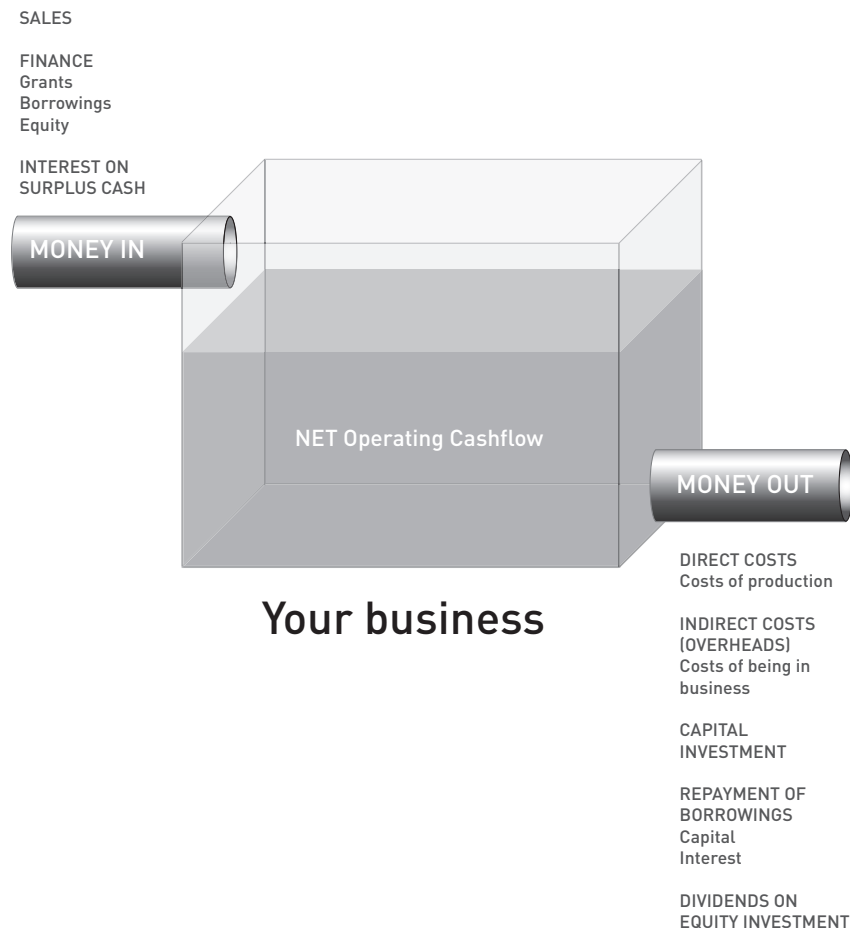 SALES
FINANCE
Grants
Borrowings
Equity
INTEREST ON
SURPLUS CASH
MONEY IN
NET Operating Cashflow
MONEY OUT
Your business
DIRECT COSTS
Costs of production
INDIRECT COSTS
(OVERHEADS)
Costs of being in
business
CAPITAL
INVESTMENT
REPAYMENT OF
BORROWINGS
Capital
Interest
DIVIDENDS ON
EQUITY INVESTMENT